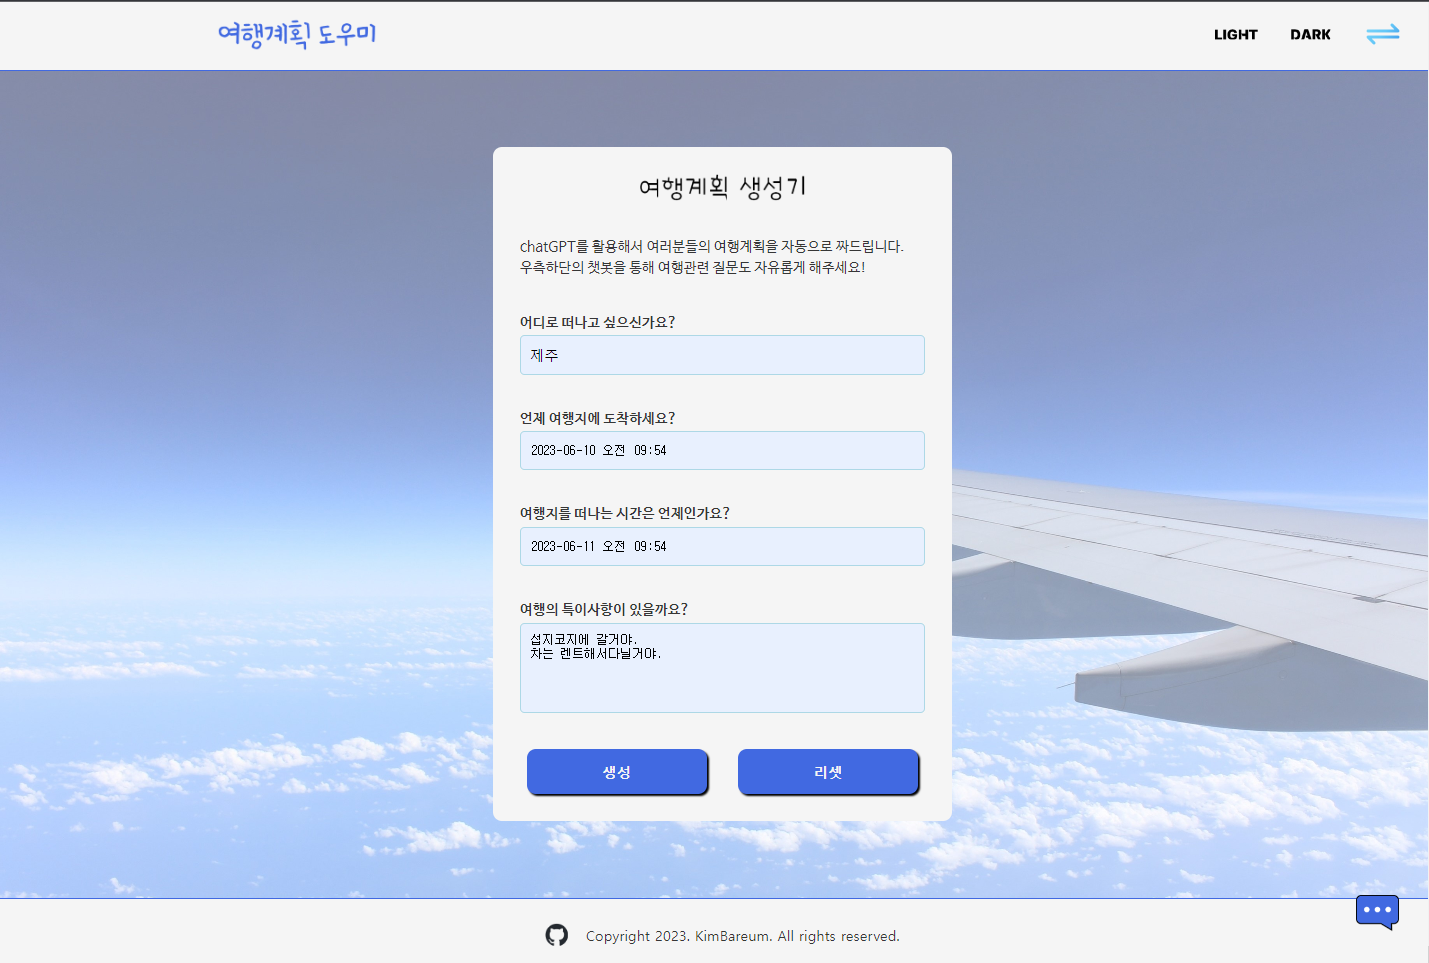 여행계획 도우미
LIGHT
DARK
여행계획 생성기
chatGPT를 활용해서 여러분들의 여행계획을 자동으로 짜드립니다.
우측하단의 챗봇을 통해 여행관련 질문도 자유롭게 해주세요!
어디로 떠나고 싶으신가요?
제주
언제 여행지에 도착하세요?
2023-06-10 오전 09:54
여행지를 떠나는 시간은 언제인가요?
2023-06-11 오전 09:54
여행의 특이사항이 있을까요?
섭지코지에 갈거야.
차는 렌트해서다닐거야.
생성
리셋
Copyright 2023. KimBareum. All rights reserved.